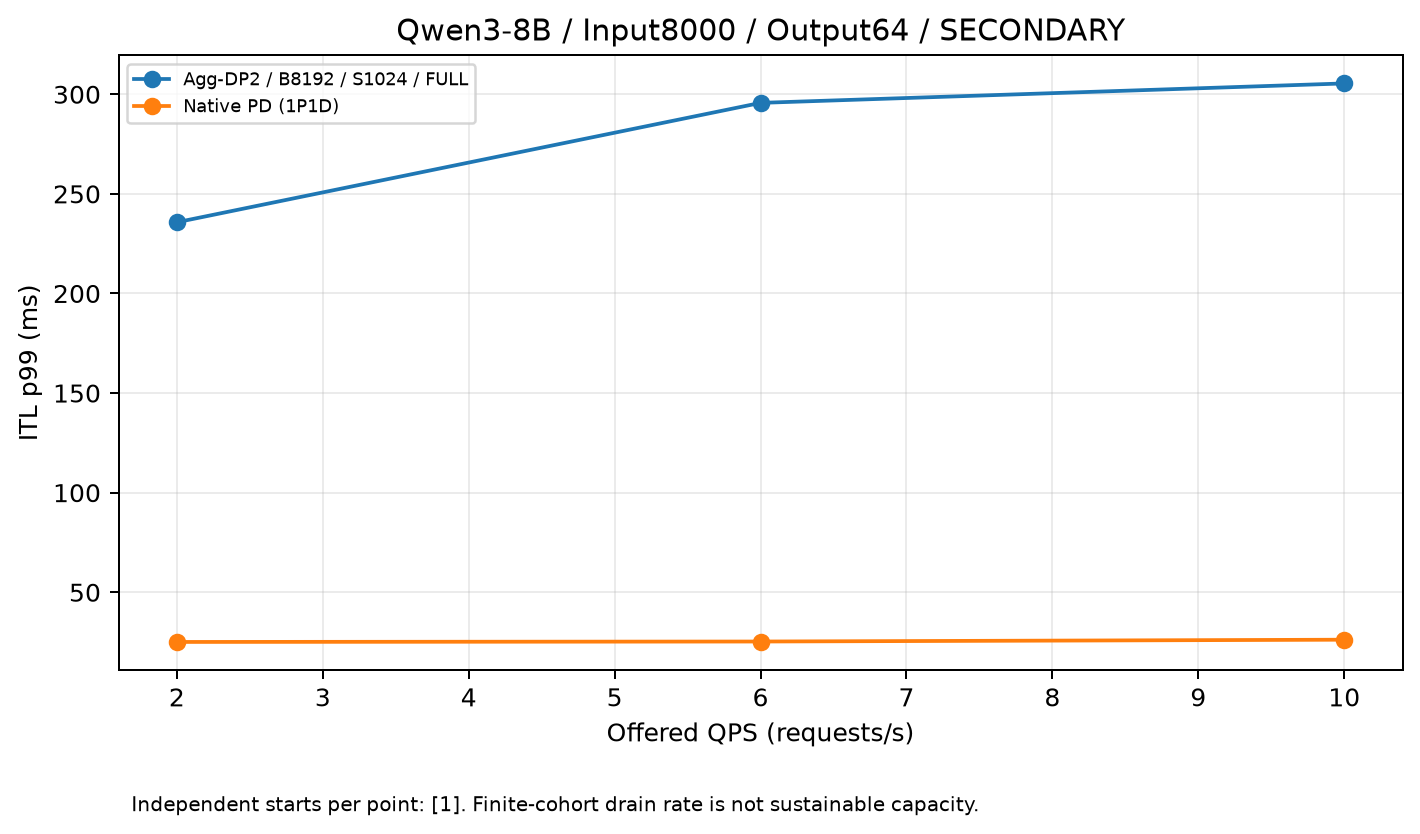 Qwen3-8B / Input8000 / Output64 / SECONDARY
Agg-DP2 / B8192 / S1024 / FULL
Native PD (1P1D)
ITL p99 (ms)
300
250
200
150
100
50
2 3 4 5 6 7 8 9 10
Offered QPS (requests/s)
Independent starts per point: [1]. Finite-cohort drain rate is not sustainable capacity.